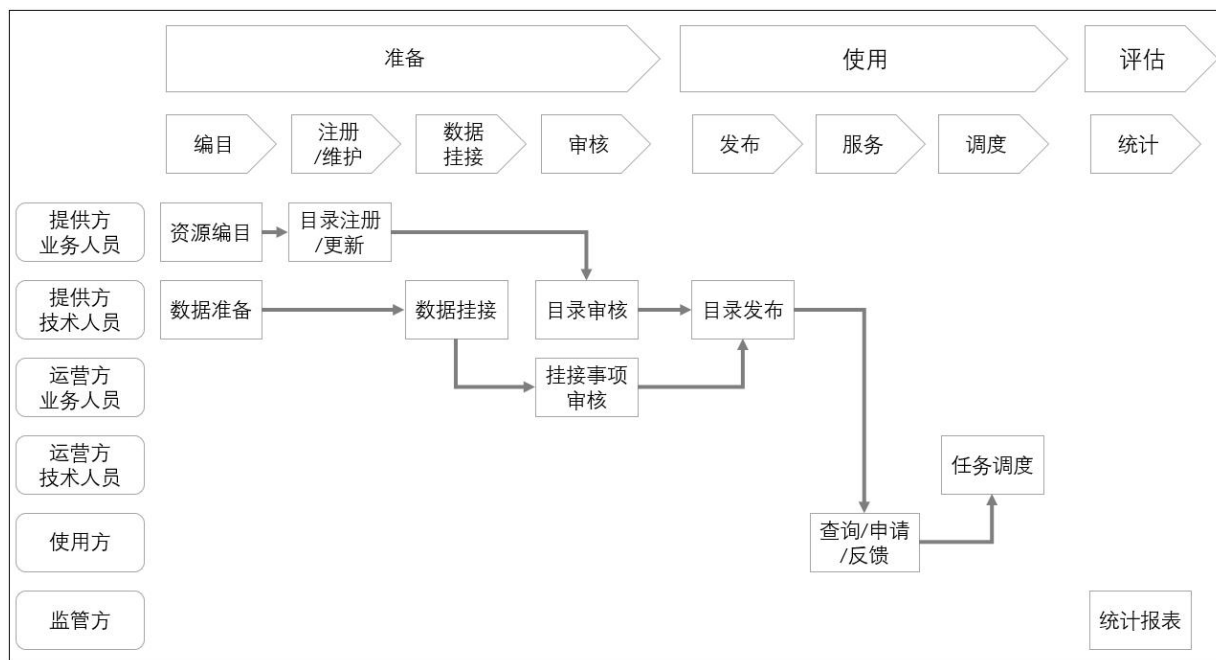 准备
使用
评估
编目
注册
/维护
数据
挂接
审核
发布
服务
调度
统计
提供方
业务人员
资源编目
目录注册
/更新
提供方
技术人员
数据准备
数据挂接
目录审核
目录发布
运营方
业务人员
挂接事项
审核
运营方
技术人员
任务调度
使用方
查询/申请
/反馈
监管方
统计报表